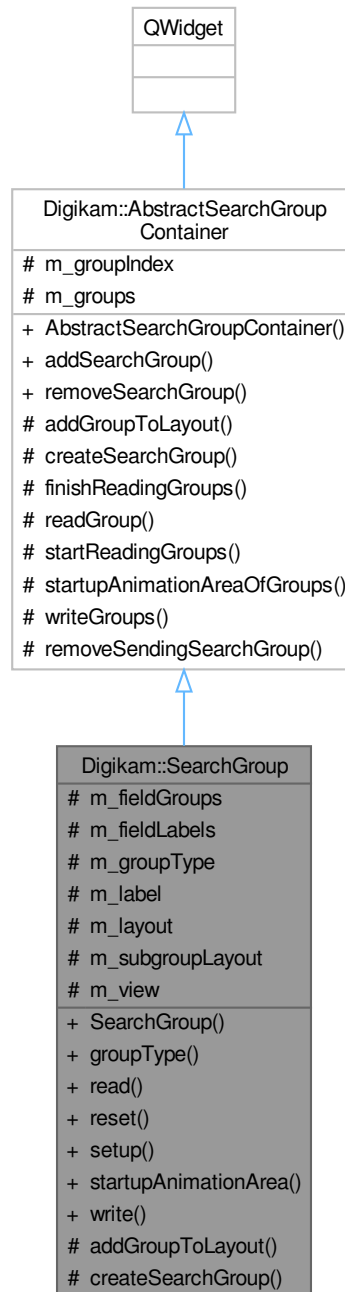 QWidget
Digikam::AbstractSearchGroup
Container
# m_groupIndex
# m_groups
+ AbstractSearchGroupContainer()
+ addSearchGroup()
+ removeSearchGroup()
# addGroupToLayout()
# createSearchGroup()
# finishReadingGroups()
# readGroup()
# startReadingGroups()
# startupAnimationAreaOfGroups()
# writeGroups()
# removeSendingSearchGroup()
Digikam::SearchGroup
# m_fieldGroups
# m_fieldLabels
# m_groupType
# m_label
# m_layout
# m_subgroupLayout
# m_view
+ SearchGroup()
+ groupType()
+ read()
+ reset()
+ setup()
+ startupAnimationArea()
+ write()
# addGroupToLayout()
# createSearchGroup()